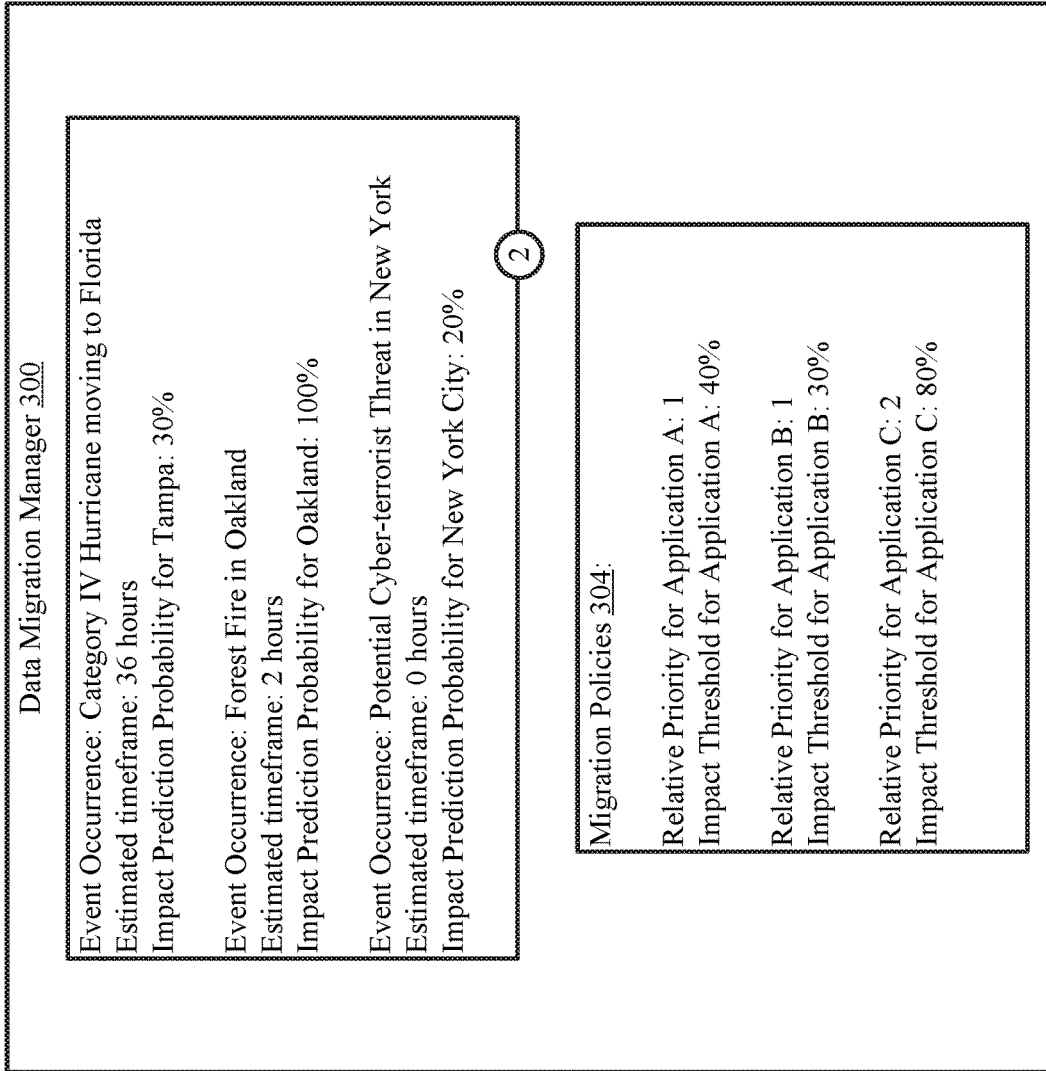 Data Migration Manager 300
Event Occurrence: Category IV Hurricane moving to Florida
Estimated timeframe: 36 hours
Impact Prediction Probability for Tampa: 30%
Event Occurrence: Forest Fire in Oakland
Estimated timeframe: 2 hours
Impact Prediction Probability for Oakland: 100%
Event Occurrence: Potential Cyber-terrorist Threat in New York
Estimated timeframe: 0 hours
Impact Prediction Probability for New York City: 20%
2
Migration Policies 304:
Relative Priority for Application A: 1
Impact Threshold for Application A: 40%
Relative Priority for Application B: 1
Impact Threshold for Application B: 30%
Relative Priority for Application C: 2
Impact Threshold for Application C: 80%